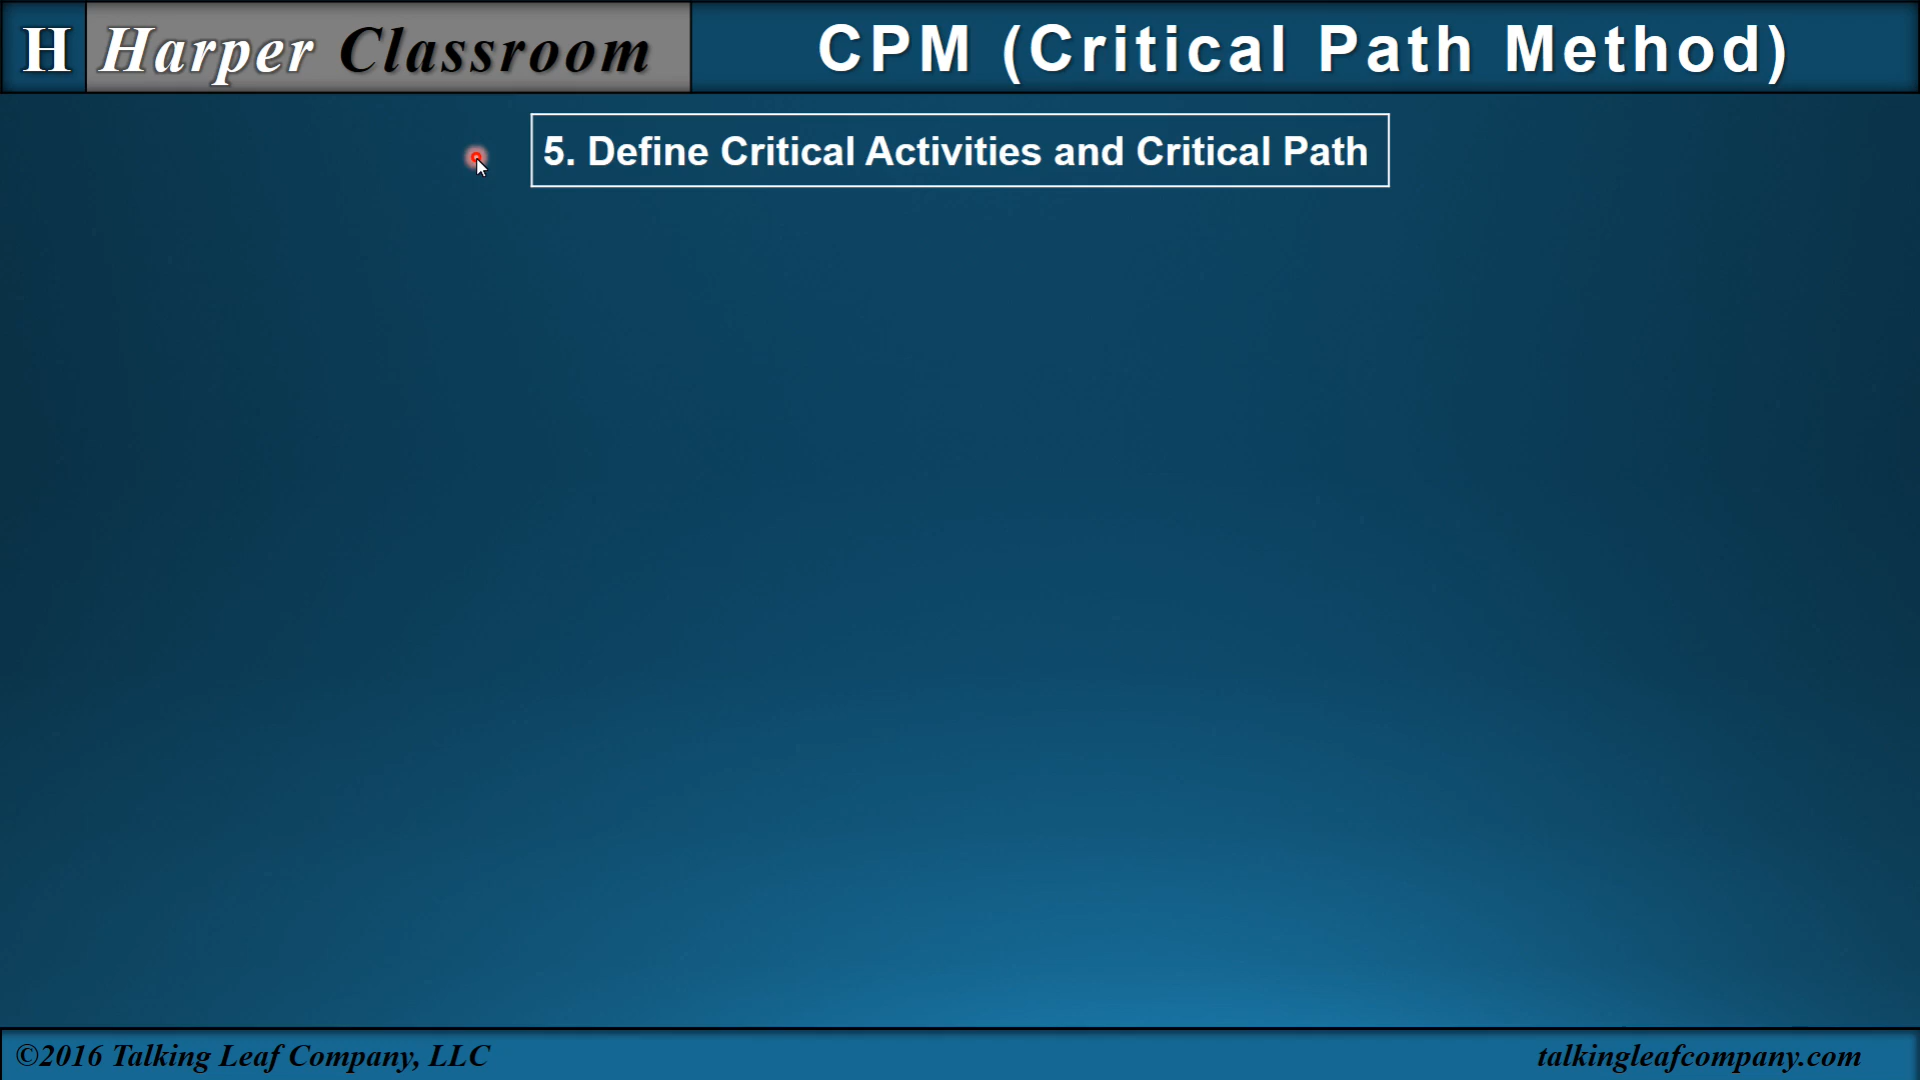 H Harper Classroom
CPM (Critical Path Method)
5. Define Critical Activities and Critical Path
©2016 Talking Leaf Company, LLC
talkingleafcompany.com